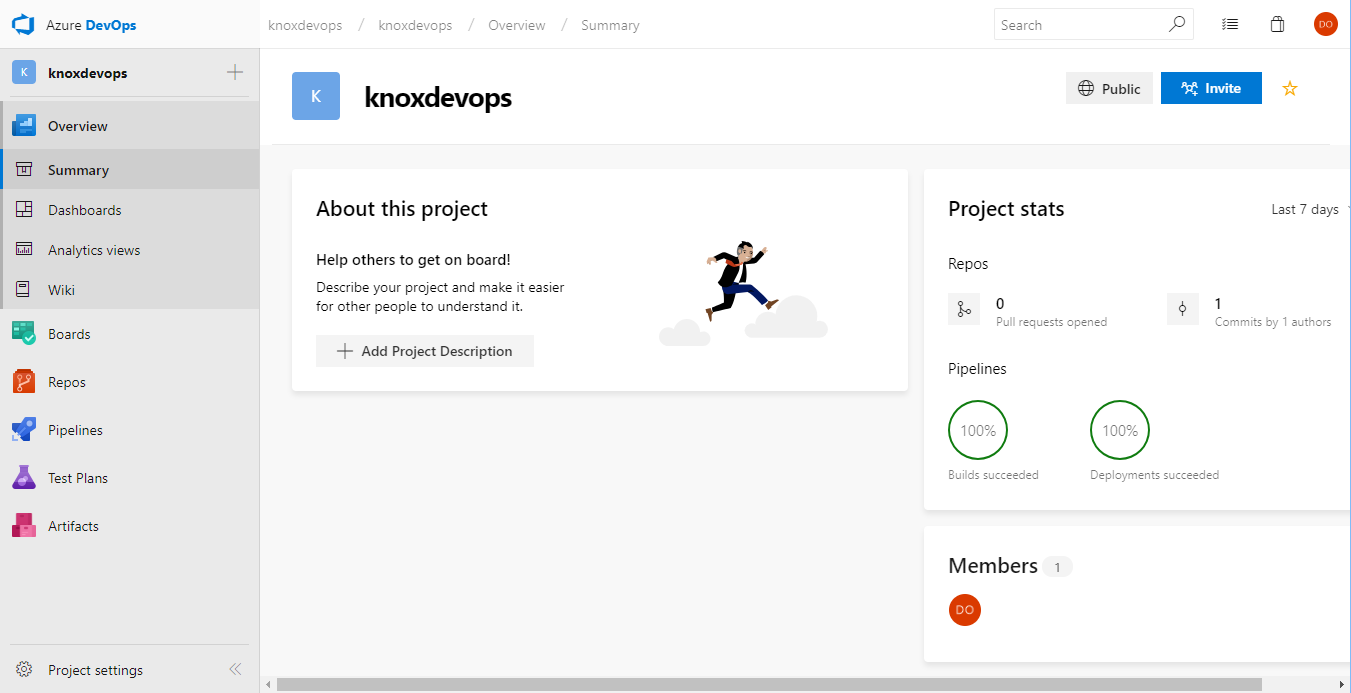 Azure DevOps
knoxdevops / knoxdevops / Overview / Summary
Search
DO
K
knoxdevops
Overview
Summary
Dashboards
Analytics views
Wiki
Boards
Repos
Pipelines
Test Plans
Artifacts
Project settings
K
knoxdevops
Public
Invite
About this project
Help others to get on board!
Describe your project and make it easier
for other people to understand it.
Add Project Description
Project stats
Last 7 days
Repos
0
Pull requests opened
1
Commits by 1 authors
Pipelines
100%
Builds succeeded
100%
Deployments succeeded
Members 1
DO